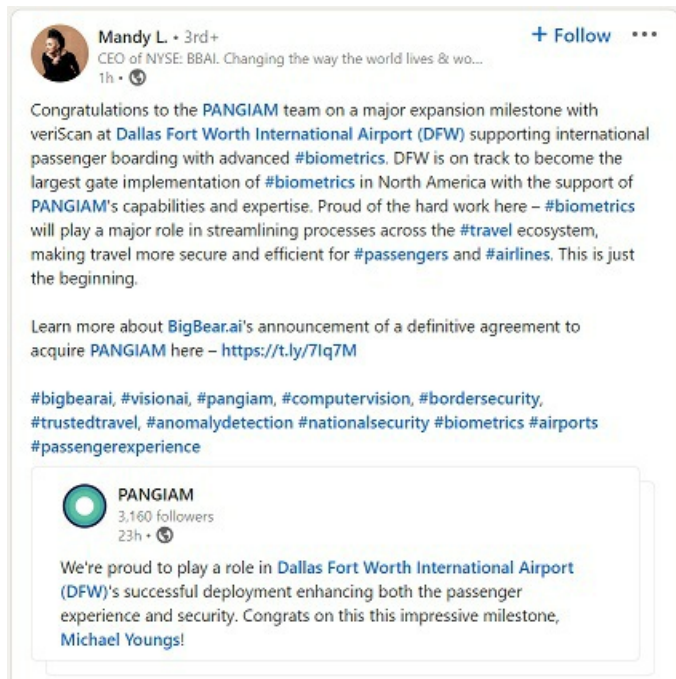 Mandy L. • 3rd+
+ Follow •••
CEO of NYSE: BBAI. Changing the way the world lives & wo...
1h •
Congratulations to the PANGIAM team on a major expansion milestone with
veriScan at Dallas Fort Worth International Airport (DFW) supporting international
passenger boarding with advanced #biometrics. DFW is on track to become the
largest gate implementation of #biometrics in North America with the support of
PANGIAM's capabilities and expertise. Proud of the hard work here – #biometrics
will play a major role in streamlining processes across the #travel ecosystem,
making travel more secure and efficient for #passengers and #airlines. This is just
the beginning.
Learn more about BigBear.ai's announcement of a definitive agreement to
acquire PANGIAM here – https://t.ly/7Iq7M
#bigbearai, #visionai, #pangiam, #computervision, #bordersecurity,
#trustedtravel, #anomalydetection #nationalsecurity #biometrics #airports
#passengerexperience
PANGIAM
3,160 followers
23h •
We're proud to play a role in Dallas Fort Worth International Airport
(DFW)'s successful deployment enhancing both the passenger
experience and security. Congrats on this this impressive milestone,
Michael Youngs!